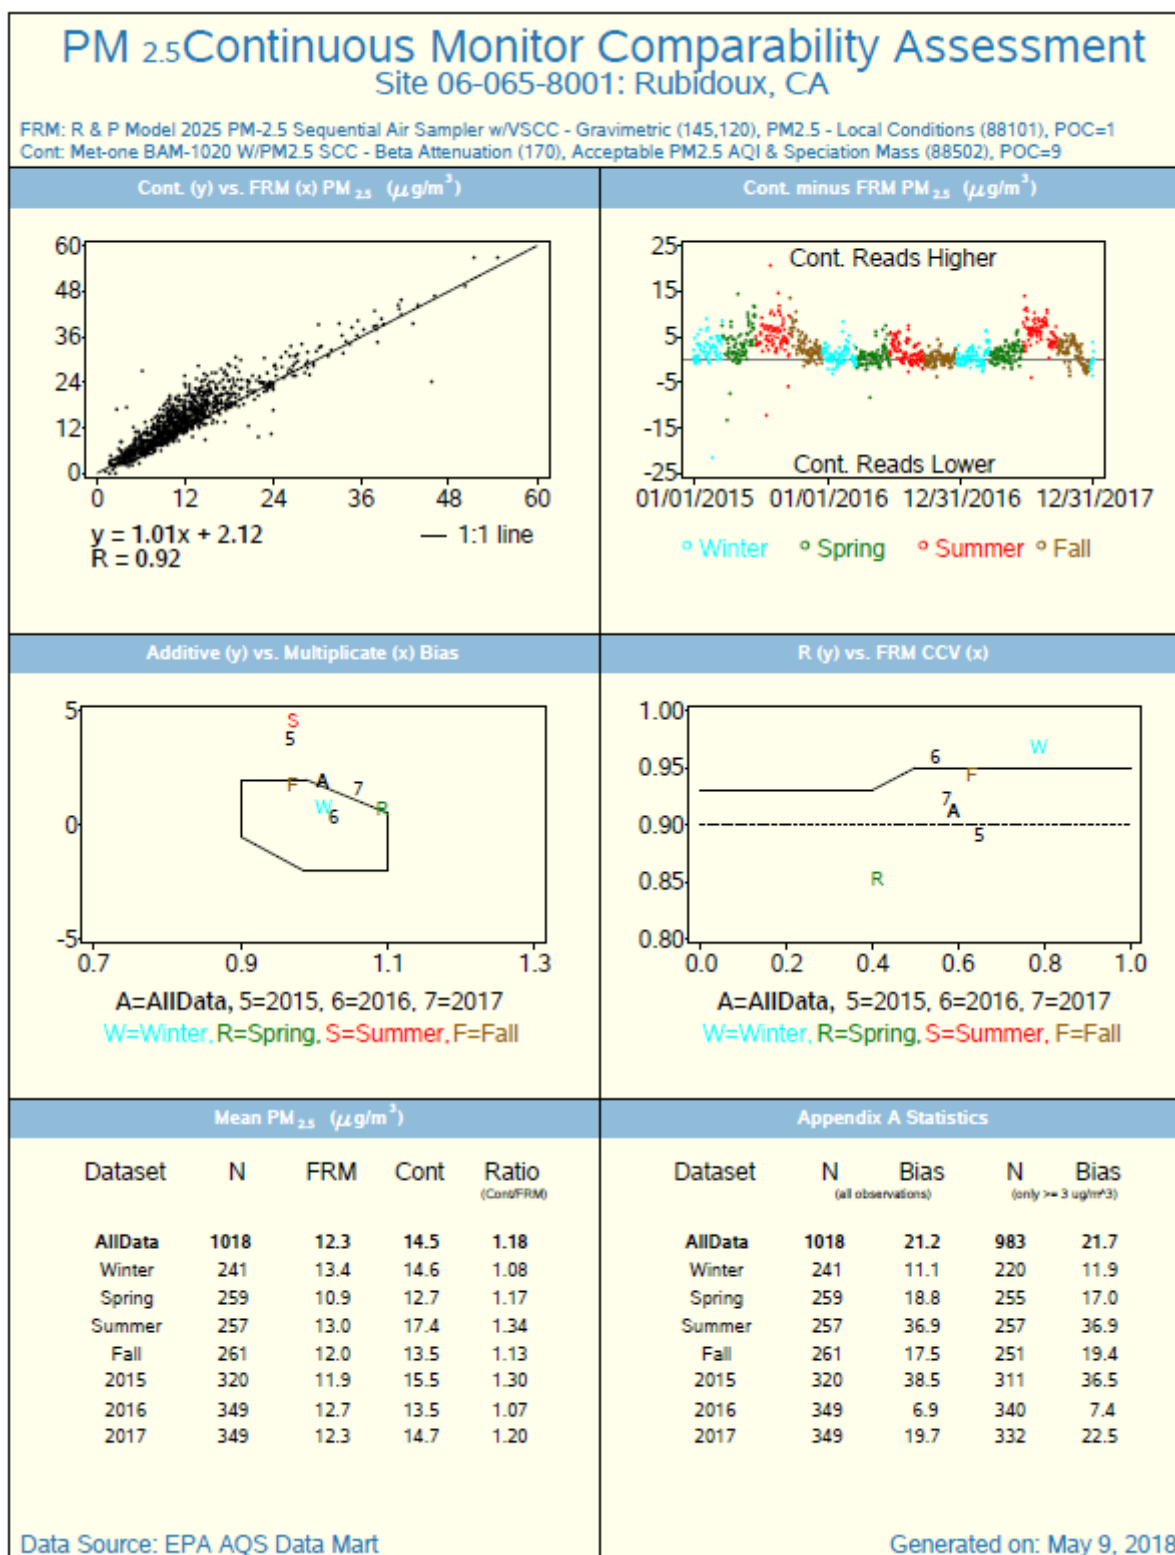 PM 2.5Continuous Monitor Comparability Assessment
Site 06-065-8001: Rubidoux, CA
FRM: R & P Model 2025 PM-2.5 Sequential Air Sampler w/VSCC - Gravimetric (145,120), PM2.5 - Local Conditions (88101), POC=1
Cont: Met-one BAM-1020 W/PM2.5 SCC - Beta Attenuation (170), Acceptable PM2.5 AQI & Speciation Mass (88502), POC=9
Cont. (y) vs. FRM (x) PM 2.5 (μg/m³)
60
48
36
24
12
0
0 12 24 36 48 60
y = 1.01x + 2.12 — 1:1 line
R = 0.92
Cont. minus FRM PM 2.5 (μg/m³)
25
Cont. Reads Higher
15
5
-5
-15
Cont. Reads Lower
-25
01/01/2015 01/01/2016 12/31/2016 12/31/2017
Winter Spring Summer Fall
Additive (y) vs. Multiplicate (x) Bias
5
S
5
F A 7
W 6 R
0
-5
0.7 0.9 1.1 1.3
A=AllData, 5=2015, 6=2016, 7=2017
W=Winter, R=Spring, S=Summer, F=Fall
R (y) vs. FRM CCV (x)
1.00
W
6
0.95 F
7
A
0.90 5
0.85 R
0.80
0.0 0.2 0.4 0.6 0.8 1.0
A=AllData, 5=2015, 6=2016, 7=2017
W=Winter, R=Spring, S=Summer, F=Fall
Mean PM 2.5 (μg/m³)
Dataset N FRM Cont Ratio
(Cont/FRM)
AllData 1018 12.3 14.5 1.18
Winter 241 13.4 14.6 1.08
Spring 259 10.9 12.7 1.17
Summer 257 13.0 17.4 1.34
Fall 261 12.0 13.5 1.13
2015 320 11.9 15.5 1.30
2016 349 12.7 13.5 1.07
2017 349 12.3 14.7 1.20
Appendix A Statistics
Dataset N Bias N Bias
(all observations) (only >= 3 ug/m^3)
AllData 1018 21.2 983 21.7
Winter 241 11.1 220 11.9
Spring 259 18.8 255 17.0
Summer 257 36.9 257 36.9
Fall 261 17.5 251 19.4
2015 320 38.5 311 36.5
2016 349 6.9 340 7.4
2017 349 19.7 332 22.5
Data Source: EPA AQS Data Mart
Generated on: May 9, 2018